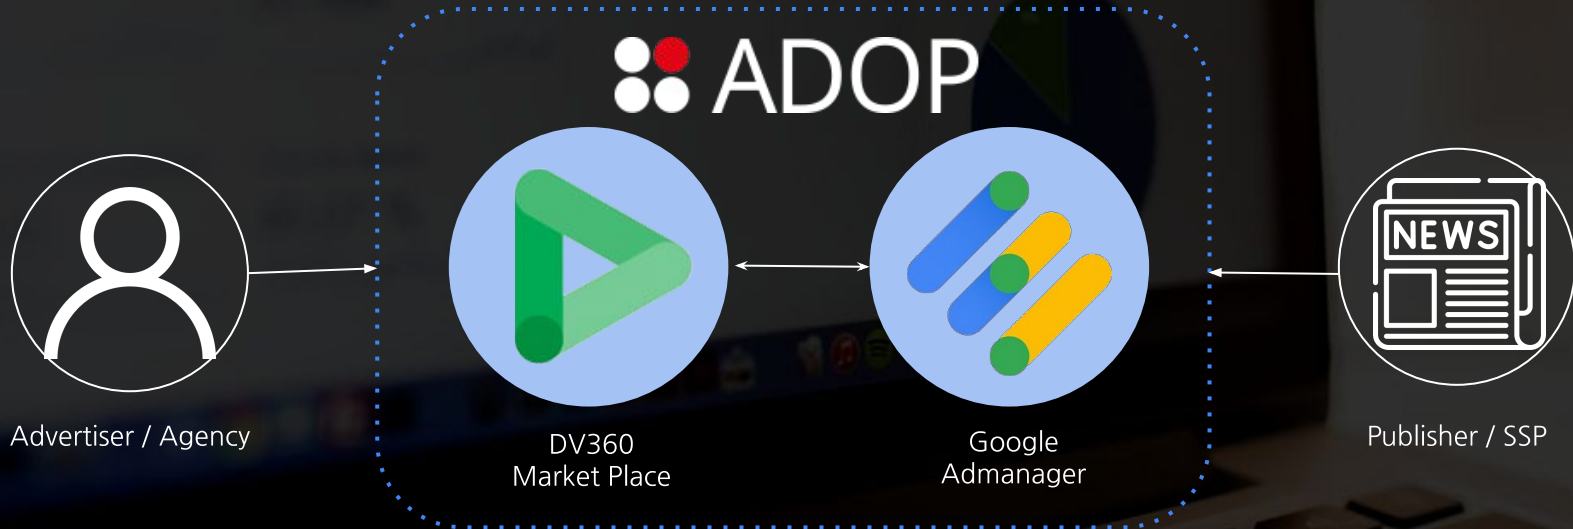 ADOP
NEWS
Advertiser / Agency
DV360
Market Place
Google
Admanager
Publisher / SSP